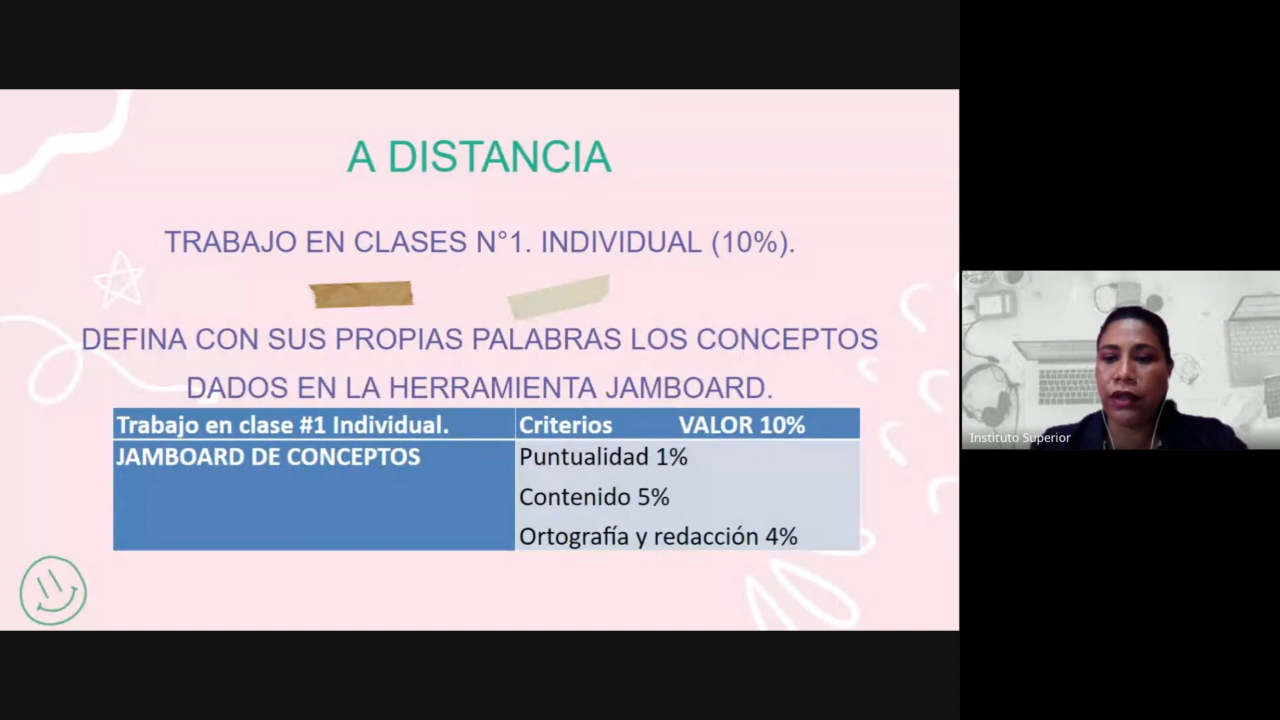 A DISTANCIA
TRABAJO EN CLASES N°1. INDIVIDUAL (10%).
DEFINA CON SUS PROPIAS PALABRAS LOS CONCEPTOS
DADOS EN LA HERRAMIENTA JAMBOARD.
Trabajo en clase #1 Individual.
Criterios VALOR 10%
JAMBOARD DE CONCEPTOS
Puntualidad 1%
Contenido 5%
Ortografía y redacción 4%
Instituto Superior